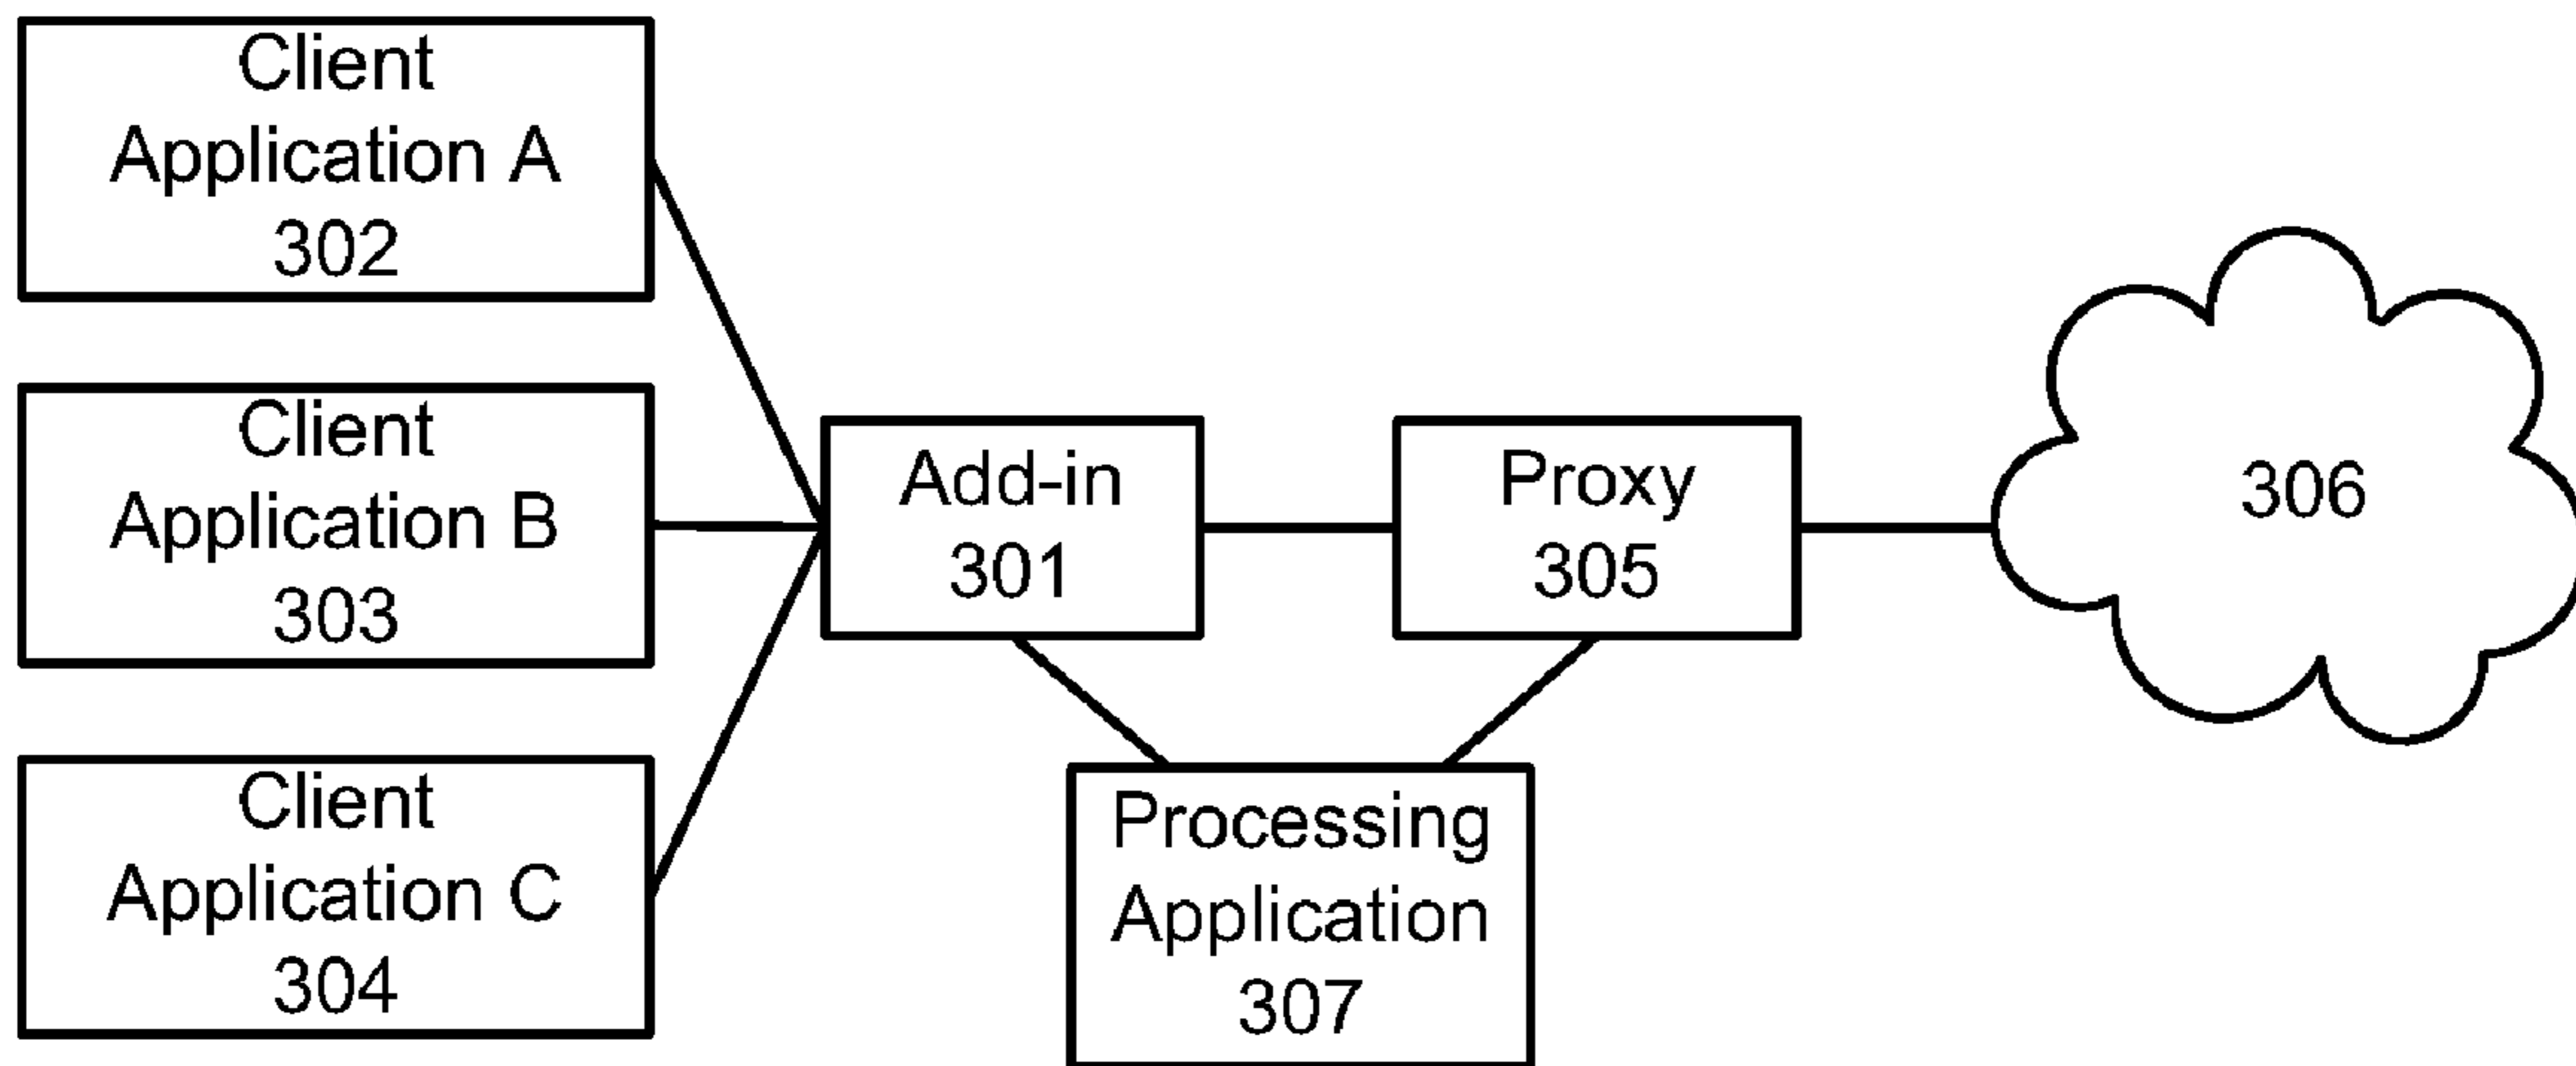 Client
Application A
302
Client
Application B
303
Client
Application C
304
Add-in
301
Proxy
305
306
Processing
Application
307